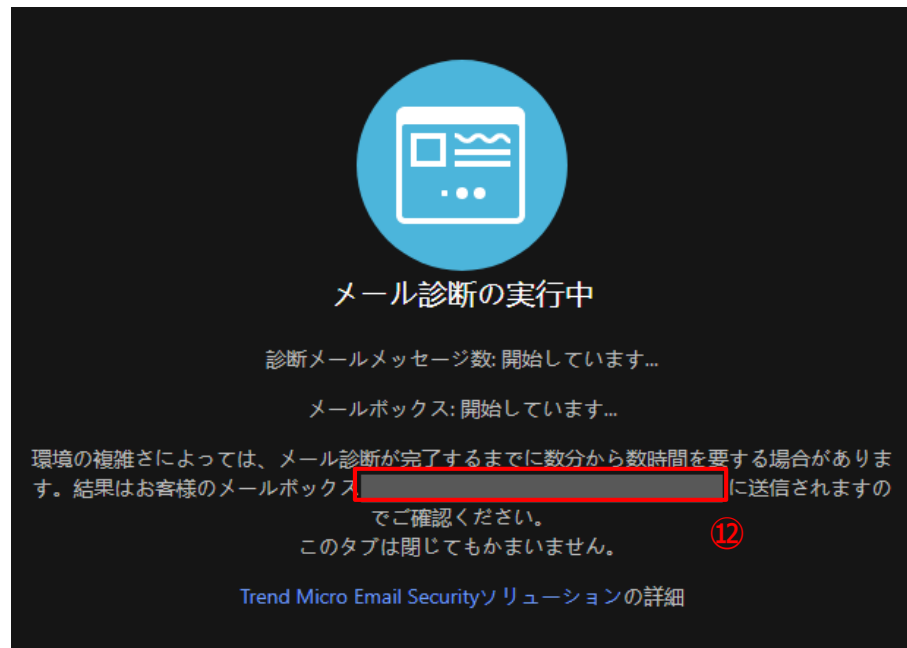 メール診断の実行中
診断メールメッセージ数: 開始しています...
メールボックス: 開始しています...
環境の複雑さによっては、メール診断が完了するまでに数分から数時間を要する場合がありま
す。結果はお客様のメールボックス に送信されますの
でご確認ください。
⑫
このタブは閉じてもかまいません。
Trend Micro Email Securityソリューションの詳細